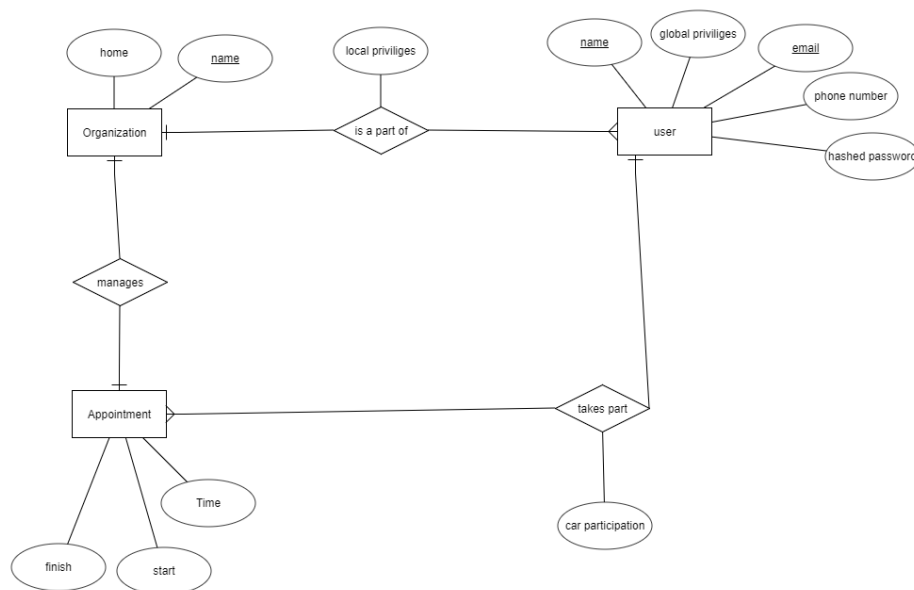 home
name
local priviliges
name
global priviliges
email
phone number
hashed password
Organization
is a part of
user
manages
Appointment
takes part
Time
finish
start
car participation